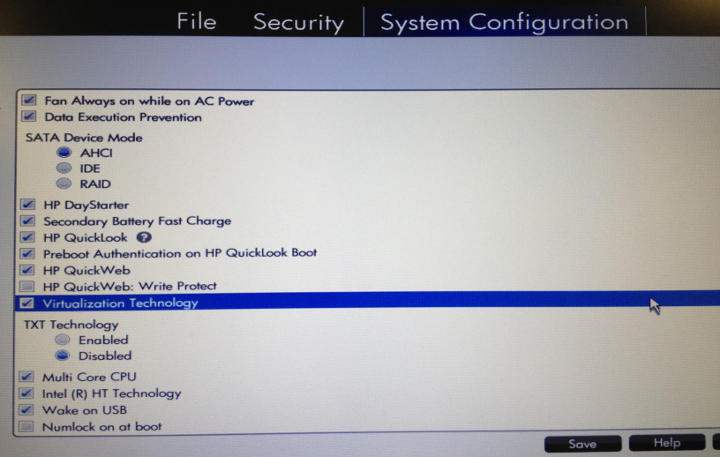 File Security System Configuration
Fan Always on while on AC Power
Data Execution Prevention
SATA Device Mode
AHCI
IDE
RAID
HP DayStarter
Secondary Battery Fast Charge
HP QuickLook ?
Preboot Authentication on HP QuickLook Boot
HP QuickWeb
HP QuickWeb: Write Protect
Virtualization Technology
TXT Technology
Enabled
Disabled
Multi Core CPU
Intel (R) HT Technology
Wake on USB
Numlock on at boot
Save Help